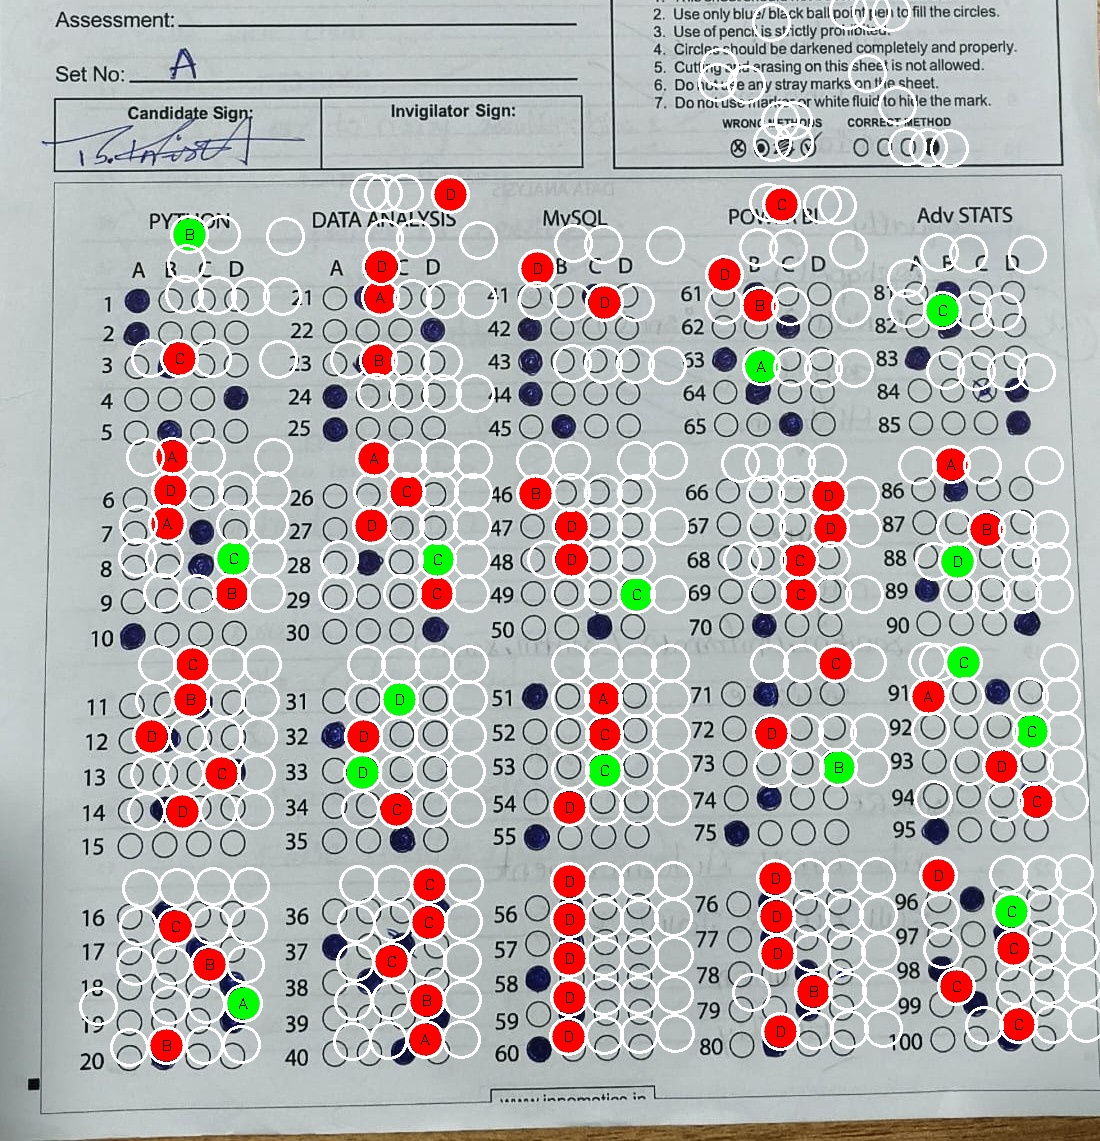 Assessment:
Set No: A
Candidate Sign:
Invigilator Sign:
2. Use only blue/ black ball point pen to fill the circles.
3. Use of pencil is strictly prohibited.
4. Circles should be darkened completely and properly.
5. Cutting and erasing on this sheet is not allowed.
6. Do not use any stray marks on the sheet.
7. Do not use marker or white fluid to hide the mark.
WRONG METHODS CORRECT METHOD
PYTHON DATA ANALYSIS MySQL POWER BI Adv STATS
D C
B
A B C D A D C D D B C D D B C D A B C D
1 21 A 41 D 61 B 81 C
2 22 42 62 82
3 C 23 B 43 63 A 83
4 24 44 64 84
5 25 45 65 85
A A A
6 D 26 C 46 B 66 D 86
7 A 27 D 47 D 67 D 87 B
8 C 28 C 48 D 68 C 88 D
9 B 29 C 49 C 69 C 89
10 30 50 70 90
C C C
11 B 31 D 51 A 71 91 A
12 D 32 D 52 C 72 D 92 C
13 C 33 D 53 C 73 B 93 D
14 D 34 C 54 D 74 94 C
15 35 55 75 95
C D D D
16 C 36 C 56 D 76 D 96 C
17 B 37 C 57 D 77 D 97 C
18 A 38 B 58 D 78 B 98 C
19 39 59 79 99
20 B 40 A 60 D 80 D 100 C